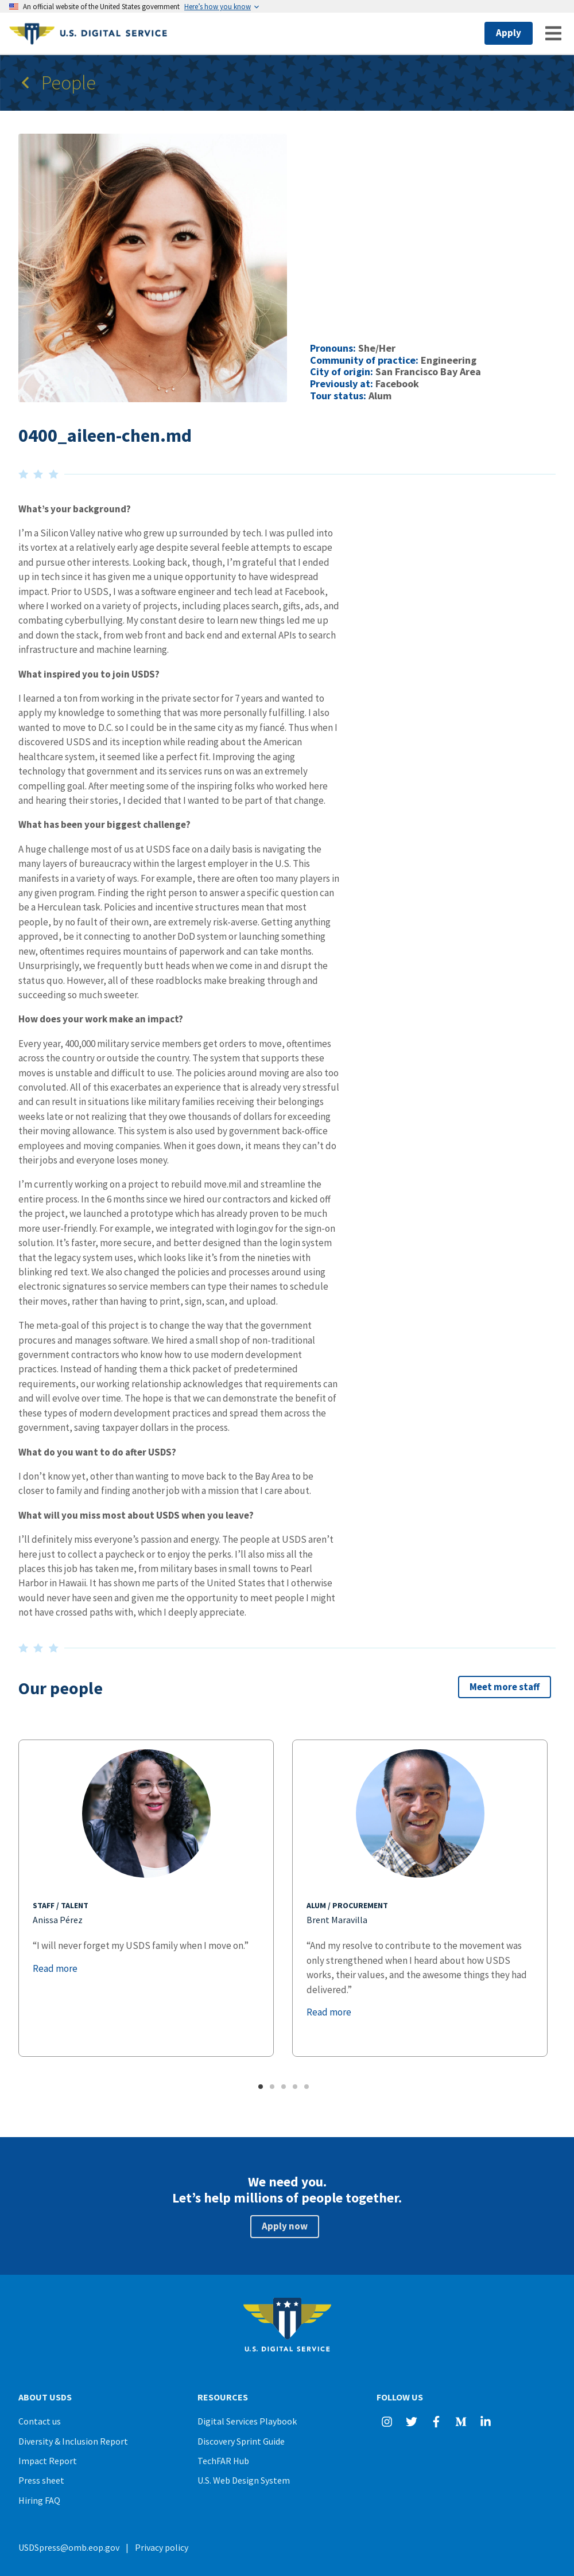 An official website of the United States government Here's how you know
U.S. DIGITAL SERVICE
Apply
People
Pronouns: She/Her
Community of practice: Engineering
City of origin: San Francisco Bay Area
Previously at: Facebook
Tour status: Alum
0400_aileen-chen.md
What's your background?
I'm a Silicon Valley native who grew up surrounded by tech. I was pulled into
its vortex at a relatively early age despite several feeble attempts to escape
and pursue other interests. Looking back, though, I'm grateful that I ended
up in tech since it has given me a unique opportunity to have widespread
impact. Prior to USDS, I was a software engineer and tech lead at Facebook,
where I worked on a variety of projects, including places search, gifts, ads, and
combating cyberbullying. My constant desire to learn new things led me up
and down the stack, from web front and back end and external APIs to search
infrastructure and machine learning.
What inspired you to join USDS?
I learned a ton from working in the private sector for 7 years and wanted to
apply my knowledge to something that was more personally fulfilling. I also
wanted to move to D.C. so I could be in the same city as my fiancé. Thus when I
discovered USDS and its inception while reading about the American
healthcare system, it seemed like a perfect fit. Improving the aging
technology that government and its services runs on was an extremely
compelling goal. After meeting some of the inspiring folks who worked here
and hearing their stories, I decided that I wanted to be part of that change.
What has been your biggest challenge?
A huge challenge most of us at USDS face on a daily basis is navigating the
many layers of bureaucracy within the largest employer in the U.S. This
manifests in a variety of ways. For example, there are often too many players in
any given program. Finding the right person to answer a specific question can
be a Herculean task. Policies and incentive structures mean that most
people, by no fault of their own, are extremely risk-averse. Getting anything
approved, be it connecting to another DoD system or launching something
new, oftentimes requires mountains of paperwork and can take months.
Unsurprisingly, we frequently butt heads when we come in and disrupt the
status quo. However, all of these roadblocks make breaking through and
succeeding so much sweeter.
How does your work make an impact?
Every year, 400,000 military service members get orders to move, oftentimes
across the country or outside the country. The system that supports these
moves is unstable and difficult to use. The policies around moving are also too
convoluted. All of this exacerbates an experience that is already very stressful
and can result in situations like military families receiving their belongings
weeks late or not realizing that they owe thousands of dollars for exceeding
their moving allowance. This system is also used by government back-office
employees and moving companies. When it goes down, it means they can't do
their jobs and everyone loses money.
I'm currently working on a project to rebuild move.mil and streamline the
entire process. In the 6 months since we hired our contractors and kicked off
the project, we launched a prototype which has already proven to be much
more user-friendly. For example, we integrated with login.gov for the sign-on
solution. It's faster, more secure, and better designed than the login system
that the legacy system uses, which looks like it's from the nineties with
blinking red text. We also changed the policies and processes around using
electronic signatures so service members can type their names to schedule
their moves, rather than having to print, sign, scan, and upload.
The meta-goal of this project is to change the way that the government
procures and manages software. We hired a small shop of non-traditional
government contractors who know how to use modern development
practices. Instead of handing them a thick packet of predetermined
requirements, our working relationship acknowledges that requirements can
and will evolve over time. The hope is that we can demonstrate the benefit of
these types of modern development practices and spread them across the
government, saving taxpayer dollars in the process.
What do you want to do after USDS?
I don't know yet, other than wanting to move back to the Bay Area to be
closer to family and finding another job with a mission that I care about.
What will you miss most about USDS when you leave?
I'll definitely miss everyone's passion and energy. The people at USDS aren't
here just to collect a paycheck or to enjoy the perks. I'll also miss all the
places this job has taken me, from military bases in small towns to Pearl
Harbor in Hawaii. It has shown me parts of the United States that I otherwise
would never have seen and given me the opportunity to meet people I might
not have crossed paths with, which I deeply appreciate.
Our people
Meet more staff
STAFF / TALENT
Anissa Pérez
“I will never forget my USDS family when I move on.”
Read more
ALUM / PROCUREMENT
Brent Maravilla
“And my resolve to contribute to the movement was
only strengthened when I heard about how USDS
works, their values, and the awesome things they had
delivered.”
Read more
We need you.
Let's help millions of people together.
Apply now
U.S. DIGITAL SERVICE
ABOUT USDS
Contact us
Diversity & Inclusion Report
Impact Report
Press sheet
Hiring FAQ
RESOURCES
Digital Services Playbook
Discovery Sprint Guide
TechFAR Hub
U.S. Web Design System
FOLLOW US
USDSpress@omb.eop.gov | Privacy policy